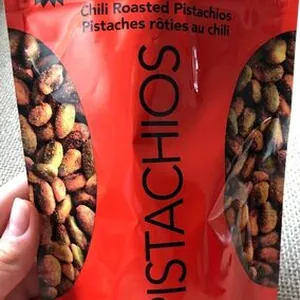 Chili Roasted Pistachios
Pistaches rôties au chili
PISTACHIOS